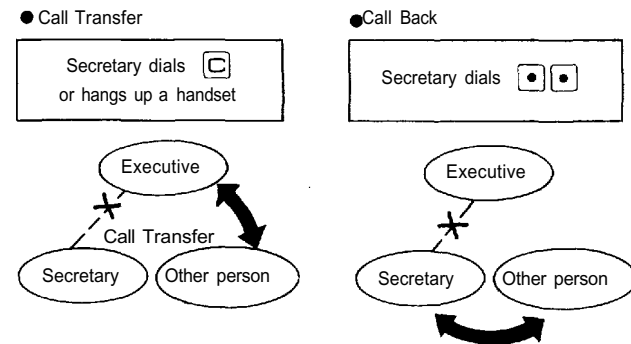 ● Call Transfer
Secretary dials C
or hangs up a handset
Executive
Call Transfer
Secretary
Other person
●Call Back
Secretary dials ● ●
Executive
Secretary
Other person